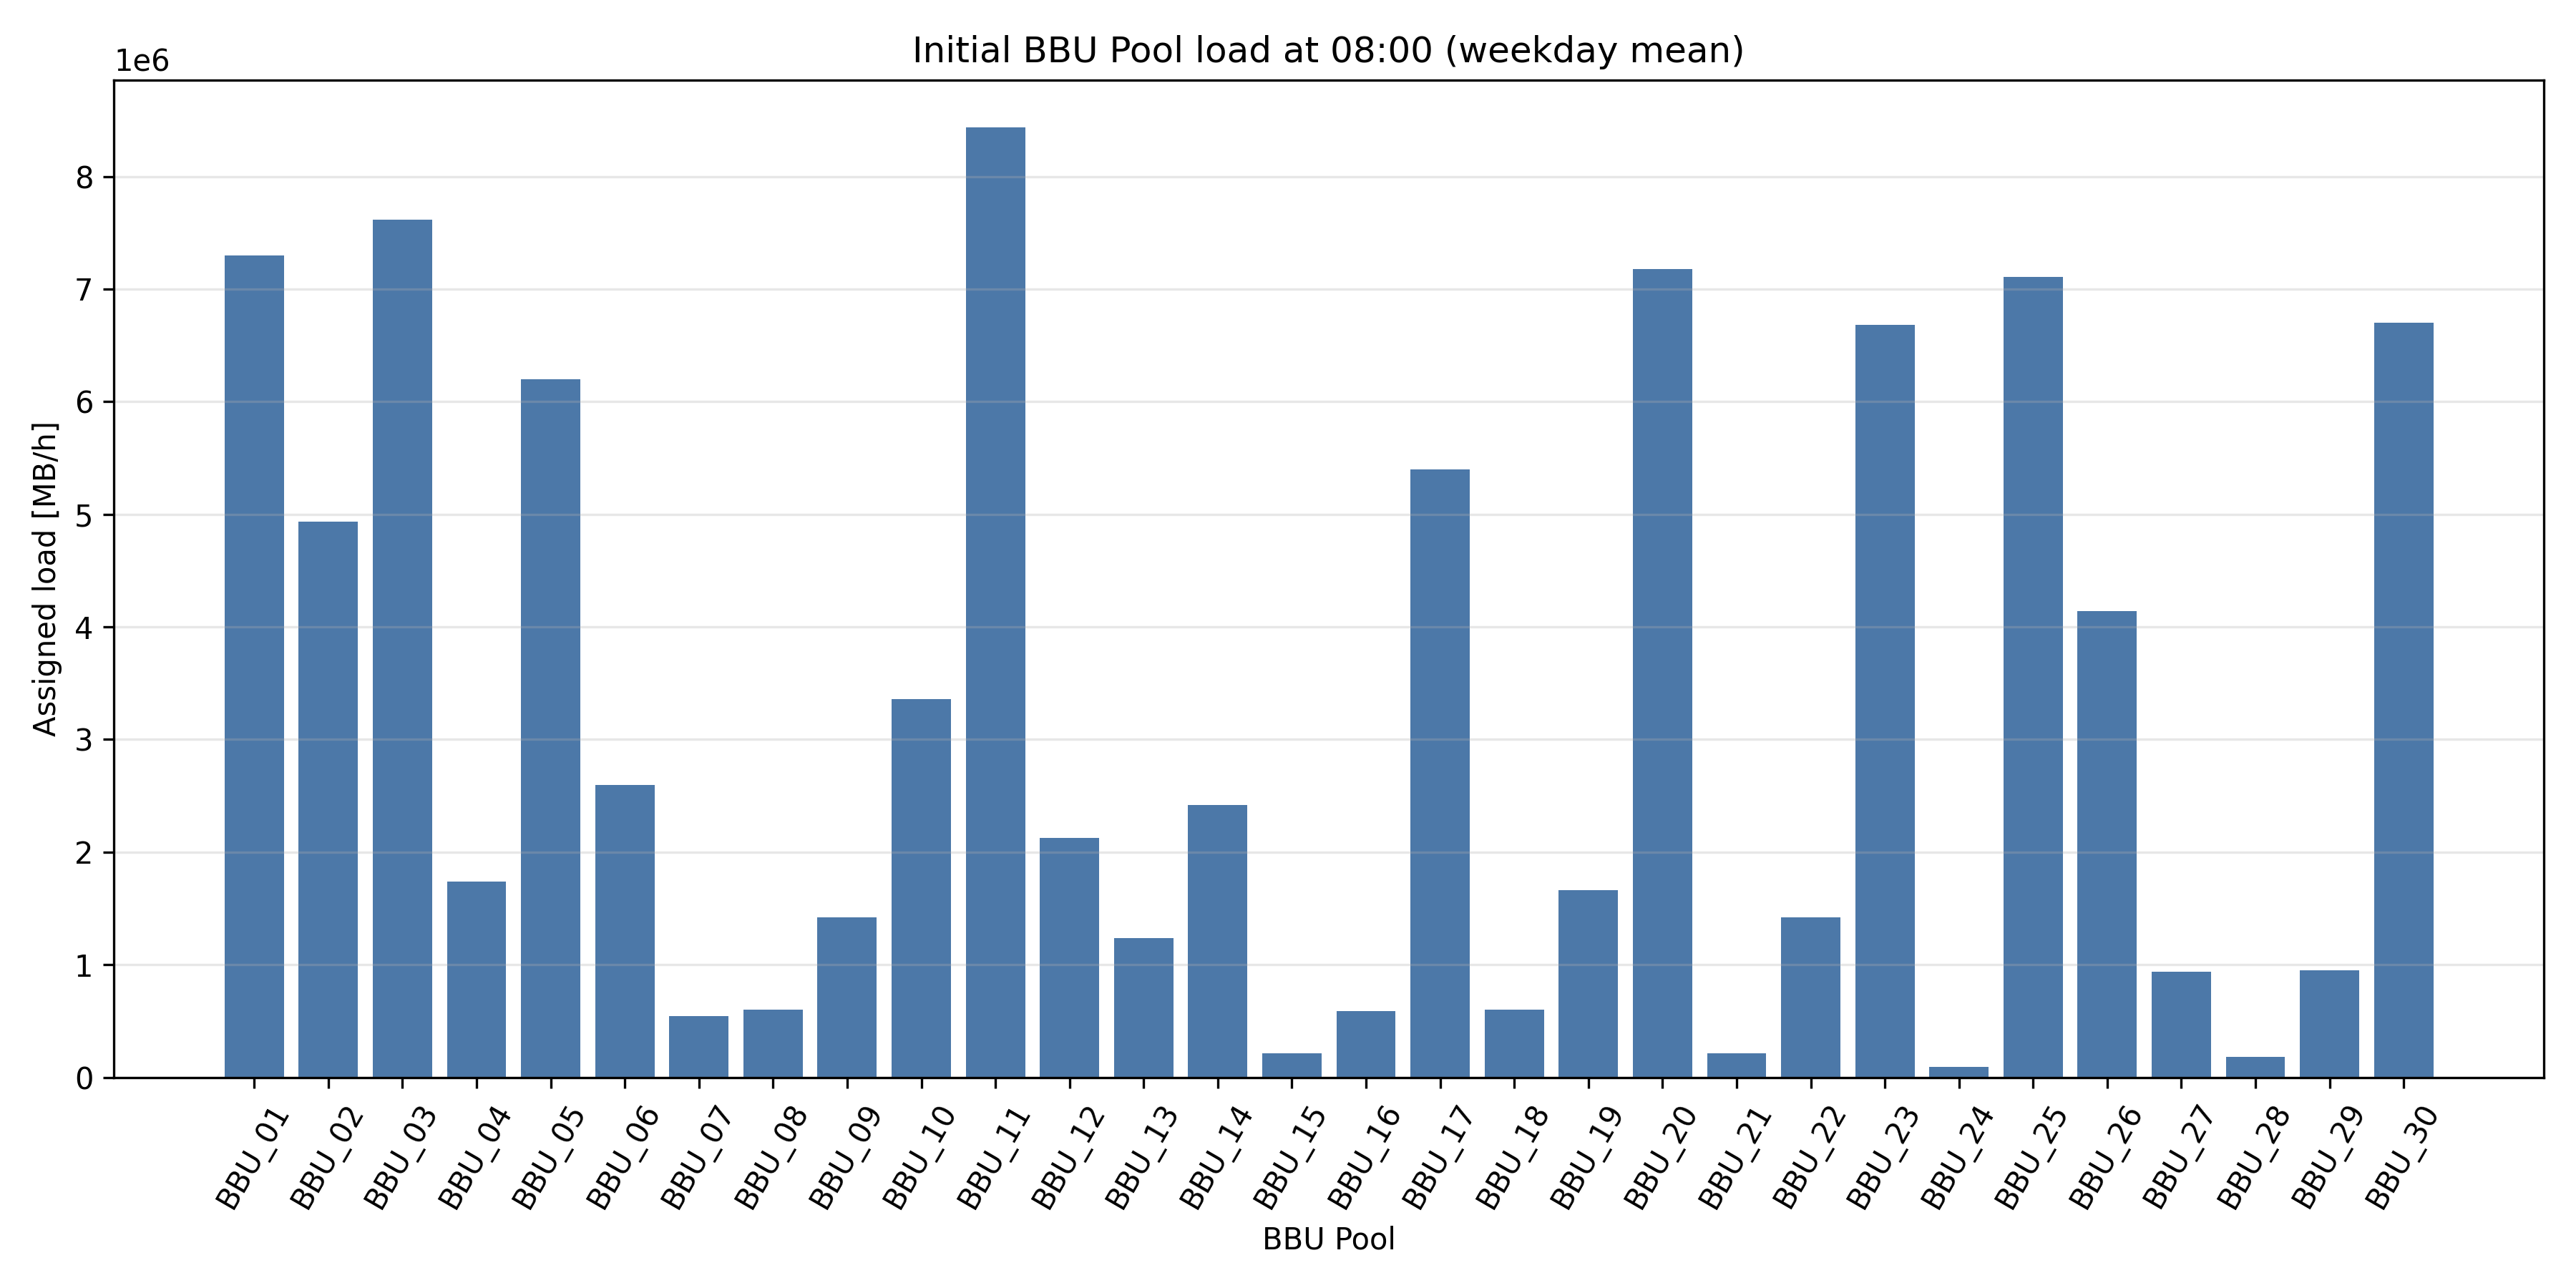 Initial BBU Pool load at 08:00 (weekday mean)
1e6
Assigned load [MB/h]
8
7
6
5
4
3
2
1
0
BBU_01
BBU_02
BBU_03
BBU_04
BBU_05
BBU_06
BBU_07
BBU_08
BBU_09
BBU_10
BBU_11
BBU_12
BBU_13
BBU_14
BBU_15
BBU_16
BBU_17
BBU_18
BBU_19
BBU_20
BBU_21
BBU_22
BBU_23
BBU_24
BBU_25
BBU_26
BBU_27
BBU_28
BBU_29
BBU_30
BBU Pool